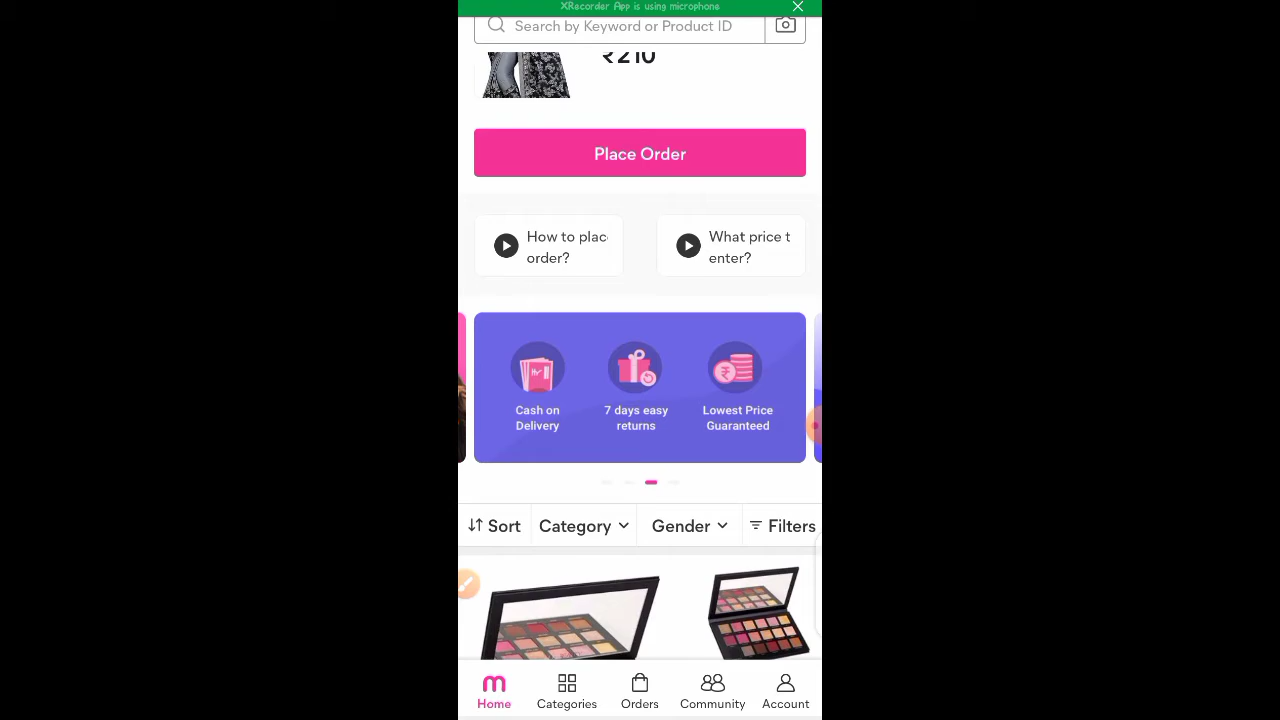 XRecorder App is using microphone
Search by Keyword or Product ID
₹210
Place Order
How to place
order?
What price t
enter?
Cash on
Delivery
7 days easy
returns
Lowest Price
Guaranteed
Sort
Category
Gender
Filters
m
Home
Categories
Orders
Community
Account